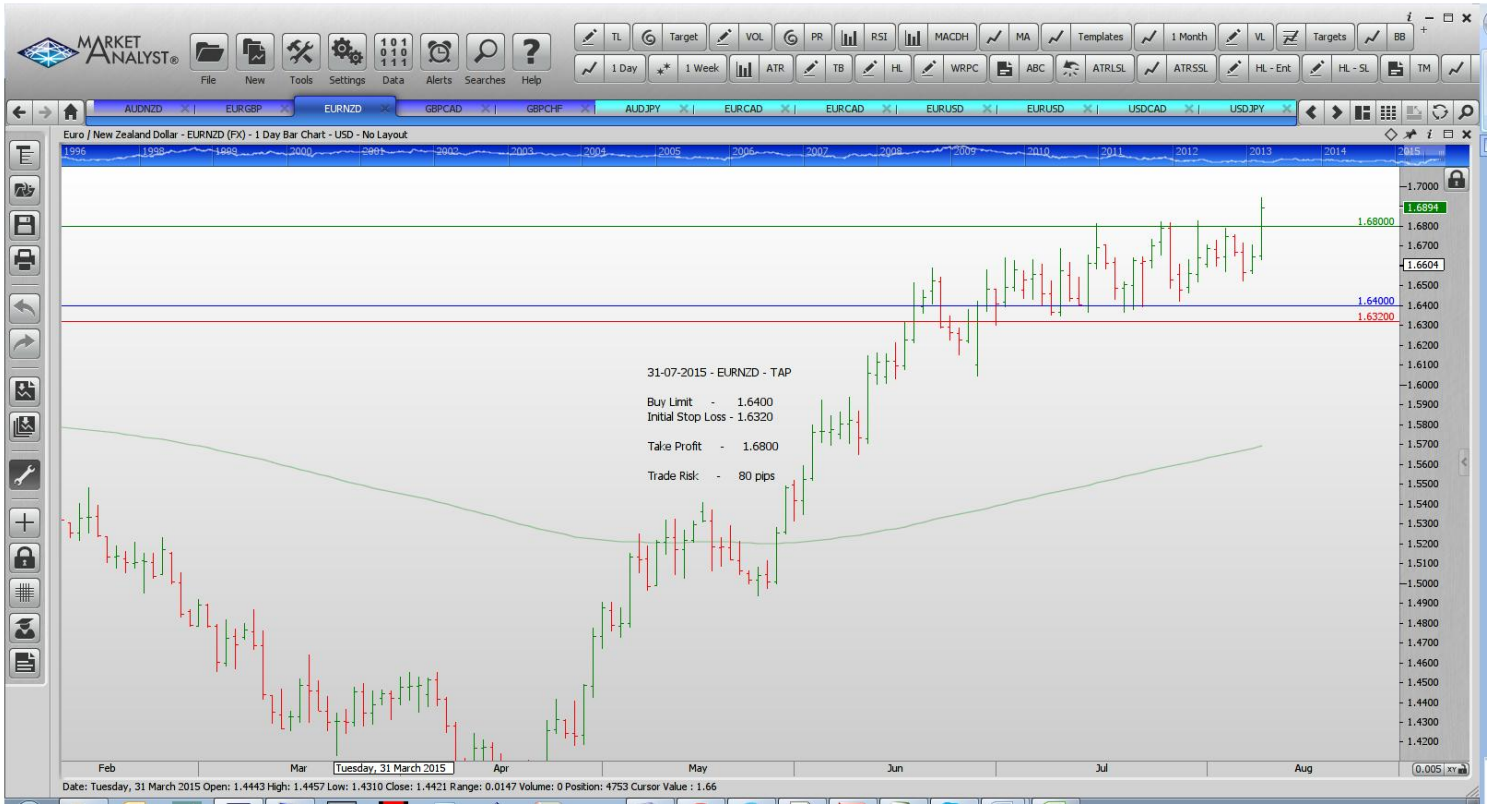 MARKET
ANALYST®
File New Tools Settings Data Alerts Searches Help
TL Target VOL PR RSI MACDH MA Templates 1 Month VL Targets BB
1 Day 1 Week ATR TB HL WRPC ABC ATRLSL ATRSSL HL - Ent HL - SL TM
AUDNZD EURGBP EURNZD GBPCAD GBPCHF AUDJPY EURCAD EURCAD EURUSD EURUSD USDCAD USDJPY
Euro / New Zealand Dollar - EURNZD (FX) - 1 Day Bar Chart - USD - No Layout
1996 1998 1999 2000 2001 2002 2003 2004 2005 2006 2007 2008 2009 2010 2011 2012 2013 2014 2015
1.7000
1.6894
1.68000
1.6800
1.6700
1.6604
1.6500
1.64000
1.6400
1.63200
1.6300
1.6200
1.6100
1.6000
1.5900
1.5800
1.5700
1.5600
1.5500
1.5400
1.5300
1.5200
1.5100
1.5000
1.4900
1.4800
1.4700
1.4600
1.4500
1.4400
1.4300
1.4200
31-07-2015 - EURNZD - TAP
Buy Limit - 1.6400
Initial Stop Loss - 1.6320
Take Profit - 1.6800
Trade Risk - 80 pips
Feb Mar Tuesday, 31 March 2015 Apr May Jun Jul Aug 0.005 XY
Date: Tuesday, 31 March 2015 Open: 1.4443 High: 1.4457 Low: 1.4310 Close: 1.4421 Range: 0.0147 Volume: 0 Position: 4753 Cursor Value : 1.66